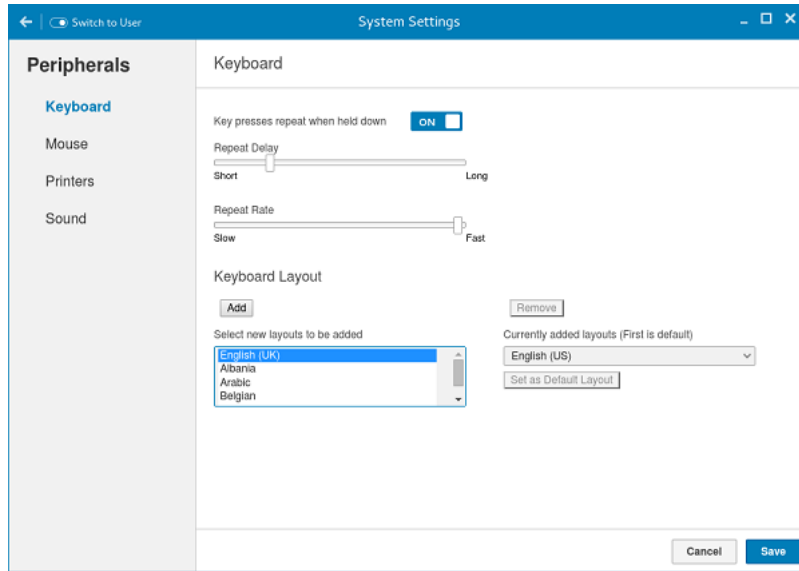 Switch to User
System Settings
Peripherals
Keyboard
Mouse
Printers
Sound
Keyboard
Key presses repeat when held down
ON
Repeat Delay
Short
Long
Repeat Rate
Slow
Fast
Keyboard Layout
Add
Remove
Select new layouts to be added
English (UK)
Albania
Arabic
Belgian
Currently added layouts (First is default)
English (US)
Set as Default Layout
Cancel
Save